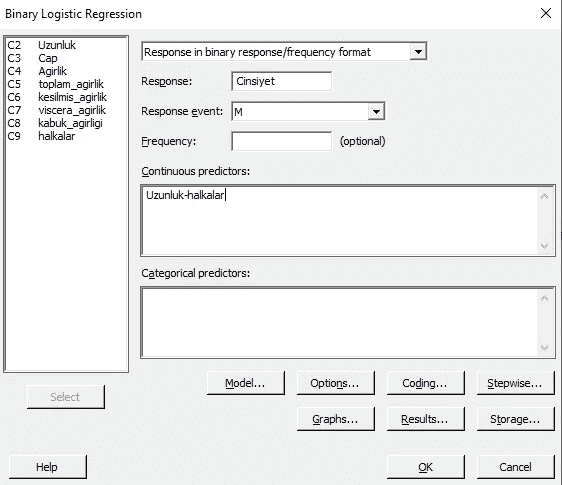 Binary Logistic Regression
C2 Uzunluk
C3 Cap
C4 Agirlik
C5 toplam_agirlik
C6 kesilmis_agirlik
C7 viscera_agirlik
C8 kabuk_agirligi
C9 halkalar
Response in binary response/frequency format
Response: Cinsiyet
Response event: M
Frequency: (optional)
Continuous predictors:
Uzunluk-halkalar
Categorical predictors:
Model... Options... Coding... Stepwise...
Select
Graphs... Results... Storage...
Help OK Cancel